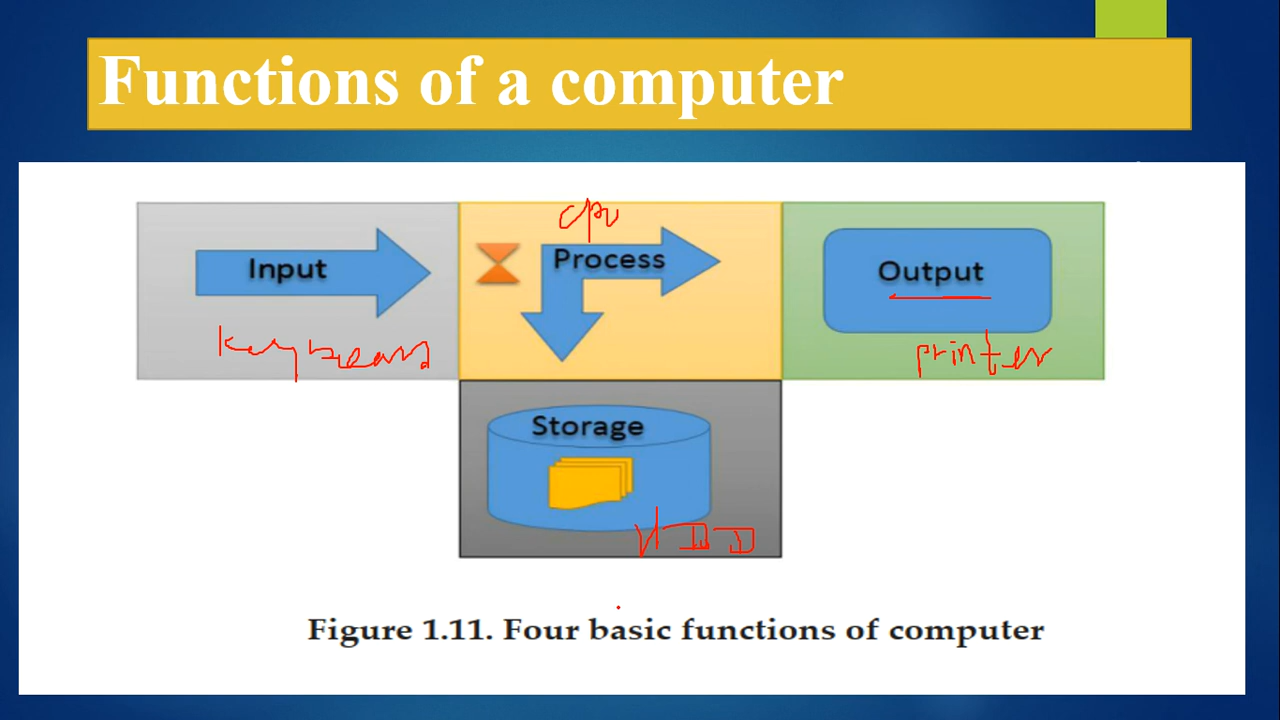 Functions of a computer
cpu
Input
Process
Output
keyboard
printer
Storage
HDD
Figure 1.11. Four basic functions of computer